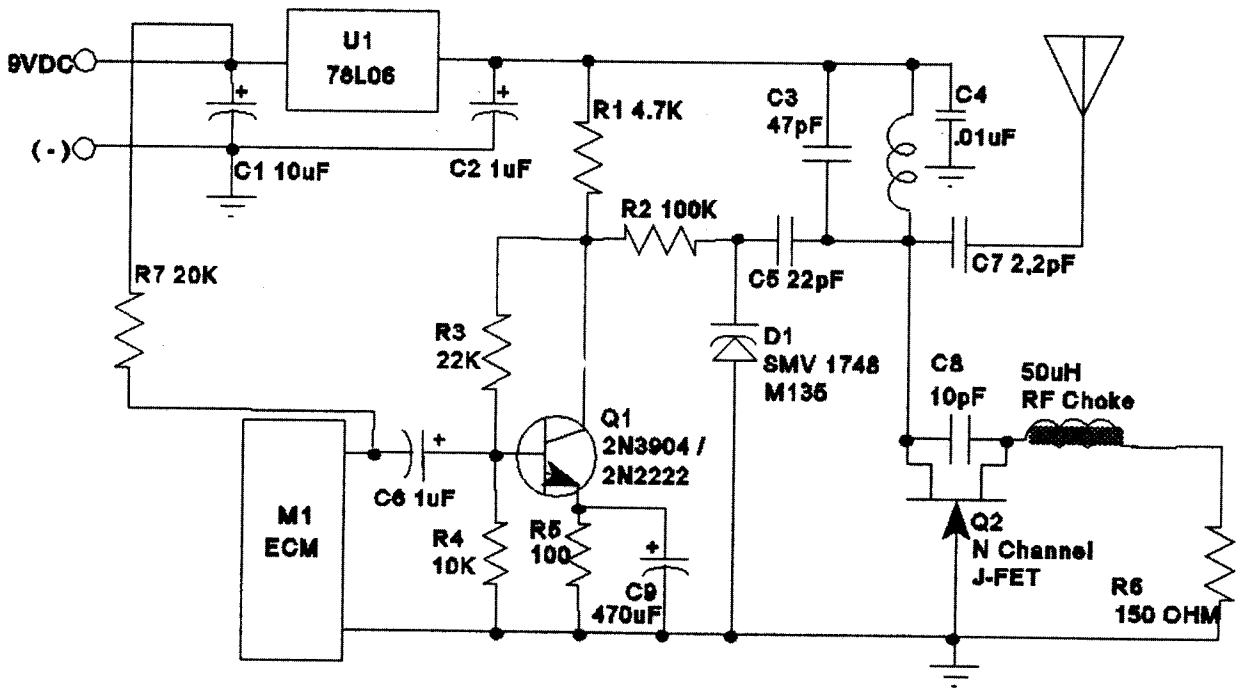 9VDC
(-)
U1
78L06
C1 10uF
C2 1uF
R1 4.7K
C3
47pF
C4
.01uF
R2 100K
C5 22pF
C7 2,2pF
R7 20K
R3
22K
D1
SMV 1748
M135
C8
10pF
50uH
RF Choke
Q1
2N3904 /
2N2222
C6 1uF
M1
ECM
R4
10K
R5
100
C9
470uF
Q2
N Channel
J-FET
R6
150 OHM